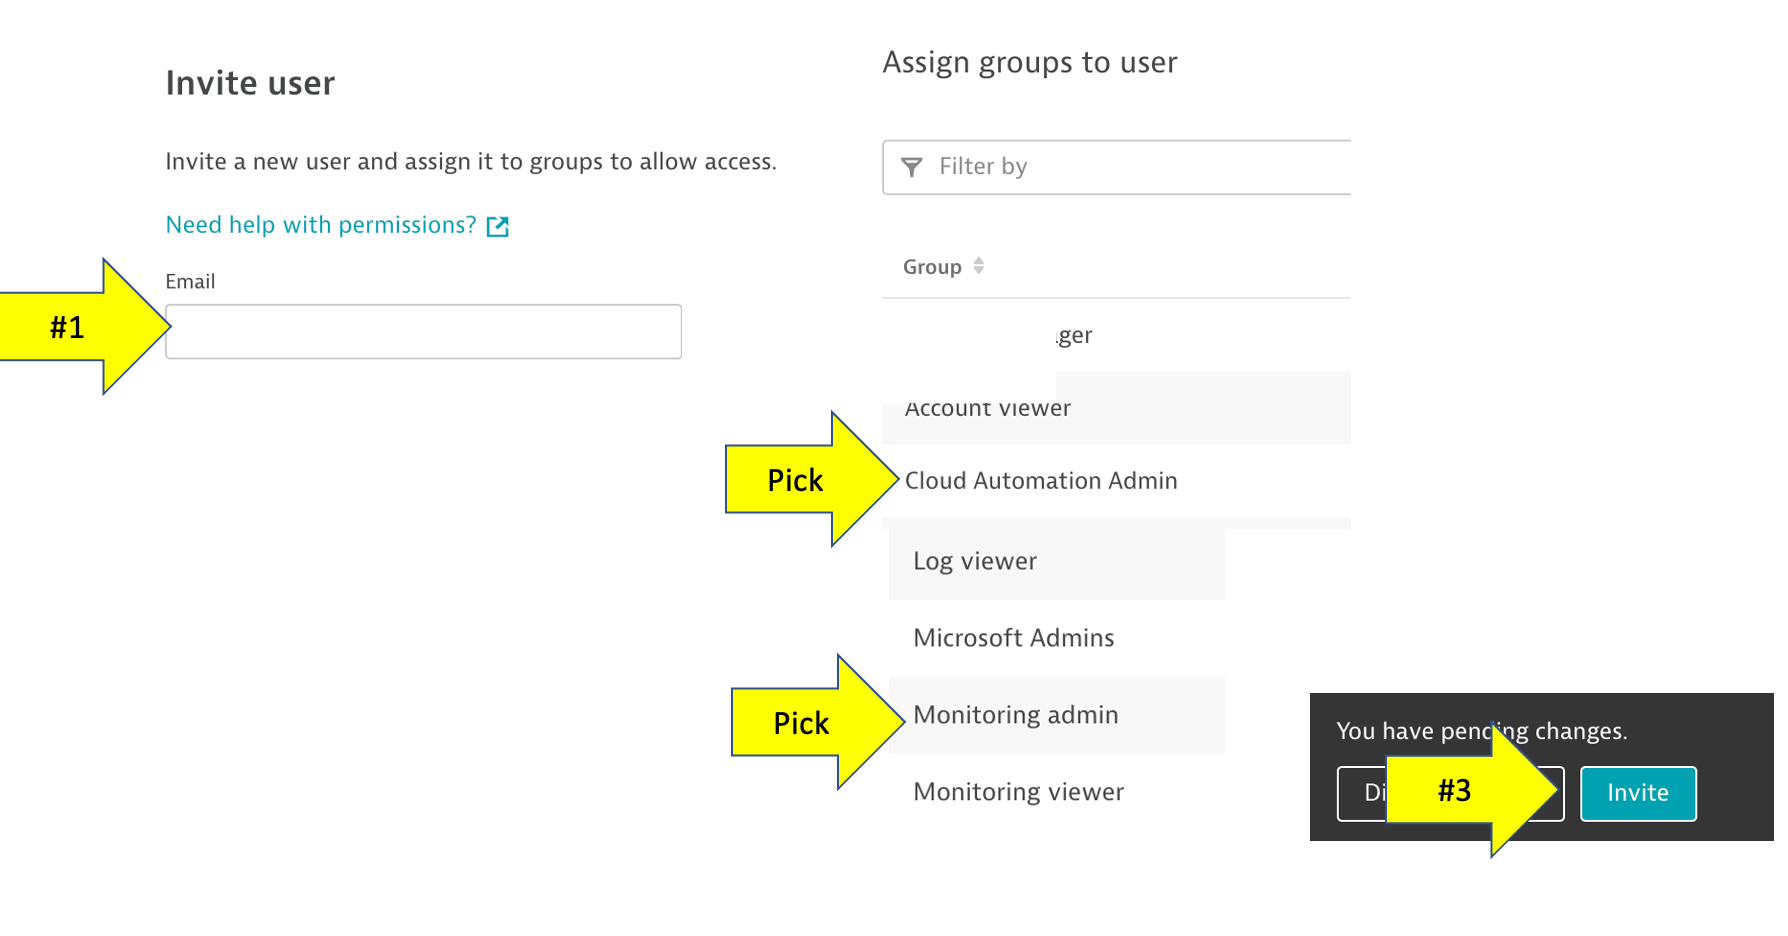 Invite user
Invite a new user and assign it to groups to allow access.
Need help with permissions?
Email
#1
Assign groups to user
Filter by
Group
ger
Account viewer
Pick
Cloud Automation Admin
Log viewer
Microsoft Admins
Pick
Monitoring admin
Monitoring viewer
You have pending changes.
Di
#3
Invite